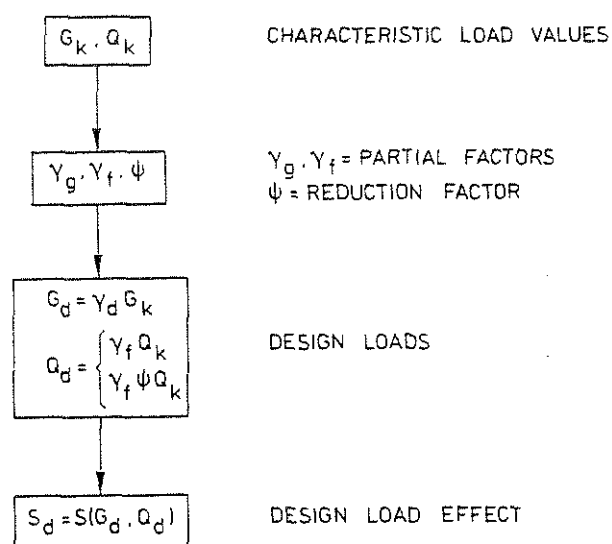 G_k , Q_k CHARACTERISTIC LOAD VALUES
γ_g , γ_f , ψ γ_g , γ_f = PARTIAL FACTORS
ψ = REDUCTION FACTOR
G_d = γ_d G_k
Q_d = { γ_f Q_k
γ_f ψ Q_k
DESIGN LOADS
S_d = S(G_d , Q_d) DESIGN LOAD EFFECT